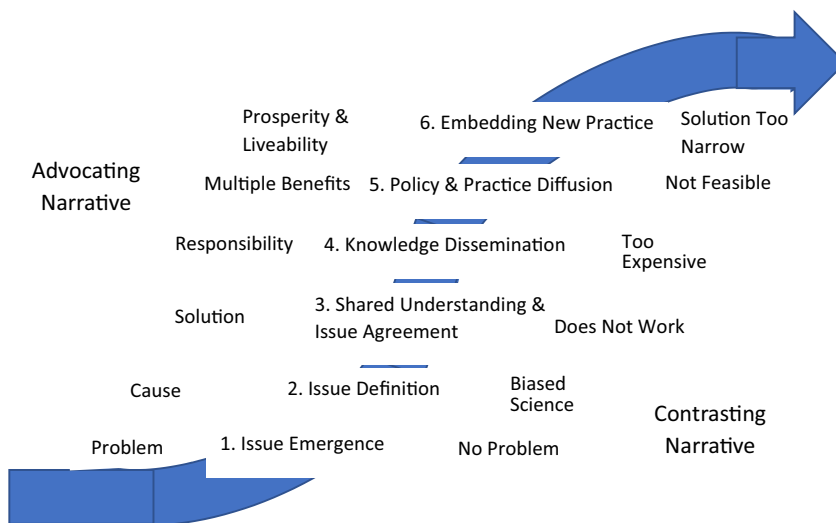 Prosperity &
Liveability
6. Embedding New Practice
Solution Too
Narrow
Advocating
Narrative
Multiple Benefits
5. Policy & Practice Diffusion
Not Feasible
Responsibility
4. Knowledge Dissemination
Too
Expensive
Solution
3. Shared Understanding &
Issue Agreement
Does Not Work
Cause
2. Issue Definition
Biased
Science
Contrasting
Narrative
Problem
1. Issue Emergence
No Problem